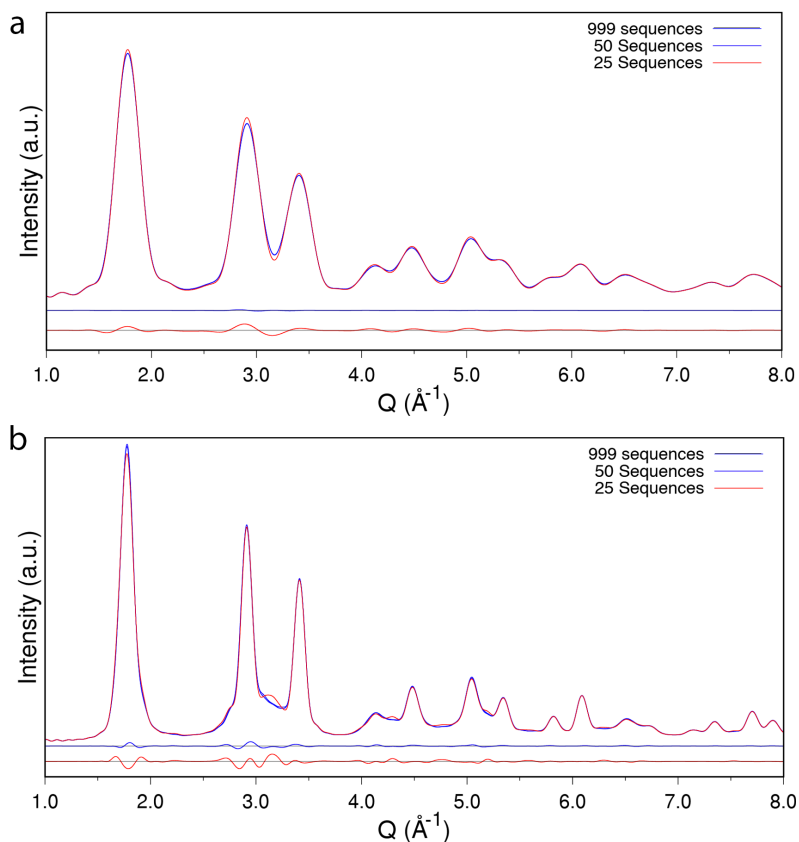 a
999 sequences
50 Sequences
25 Sequences
Intensity (a.u.)
1.0 2.0 3.0 4.0 5.0 6.0 7.0 8.0
Q (Å-1)
b
999 sequences
50 Sequences
25 Sequences
Intensity (a.u.)
1.0 2.0 3.0 4.0 5.0 6.0 7.0 8.0
Q (Å-1)